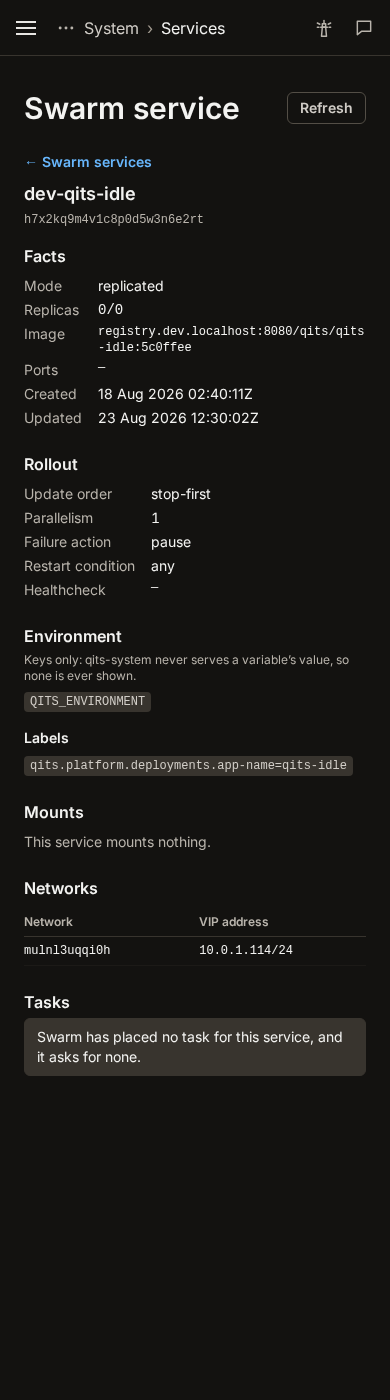 ··· System › Services
Swarm service
Refresh
← Swarm services
dev-qits-idle
h7x2kq9m4v1c8p0d5w3n6e2rt
Facts
Mode replicated
Replicas 0/0
Image registry.dev.localhost:8080/qits/qits
-idle:5c0ffee
Ports —
Created 18 Aug 2026 02:40:11Z
Updated 23 Aug 2026 12:30:02Z
Rollout
Update order stop-first
Parallelism 1
Failure action pause
Restart condition any
Healthcheck —
Environment
Keys only: qits-system never serves a variable’s value, so
none is ever shown.
QITS_ENVIRONMENT
Labels
qits.platform.deployments.app-name=qits-idle
Mounts
This service mounts nothing.
Networks
Network VIP address
mulnl3uqqi0h 10.0.1.114/24
Tasks
Swarm has placed no task for this service, and
it asks for none.